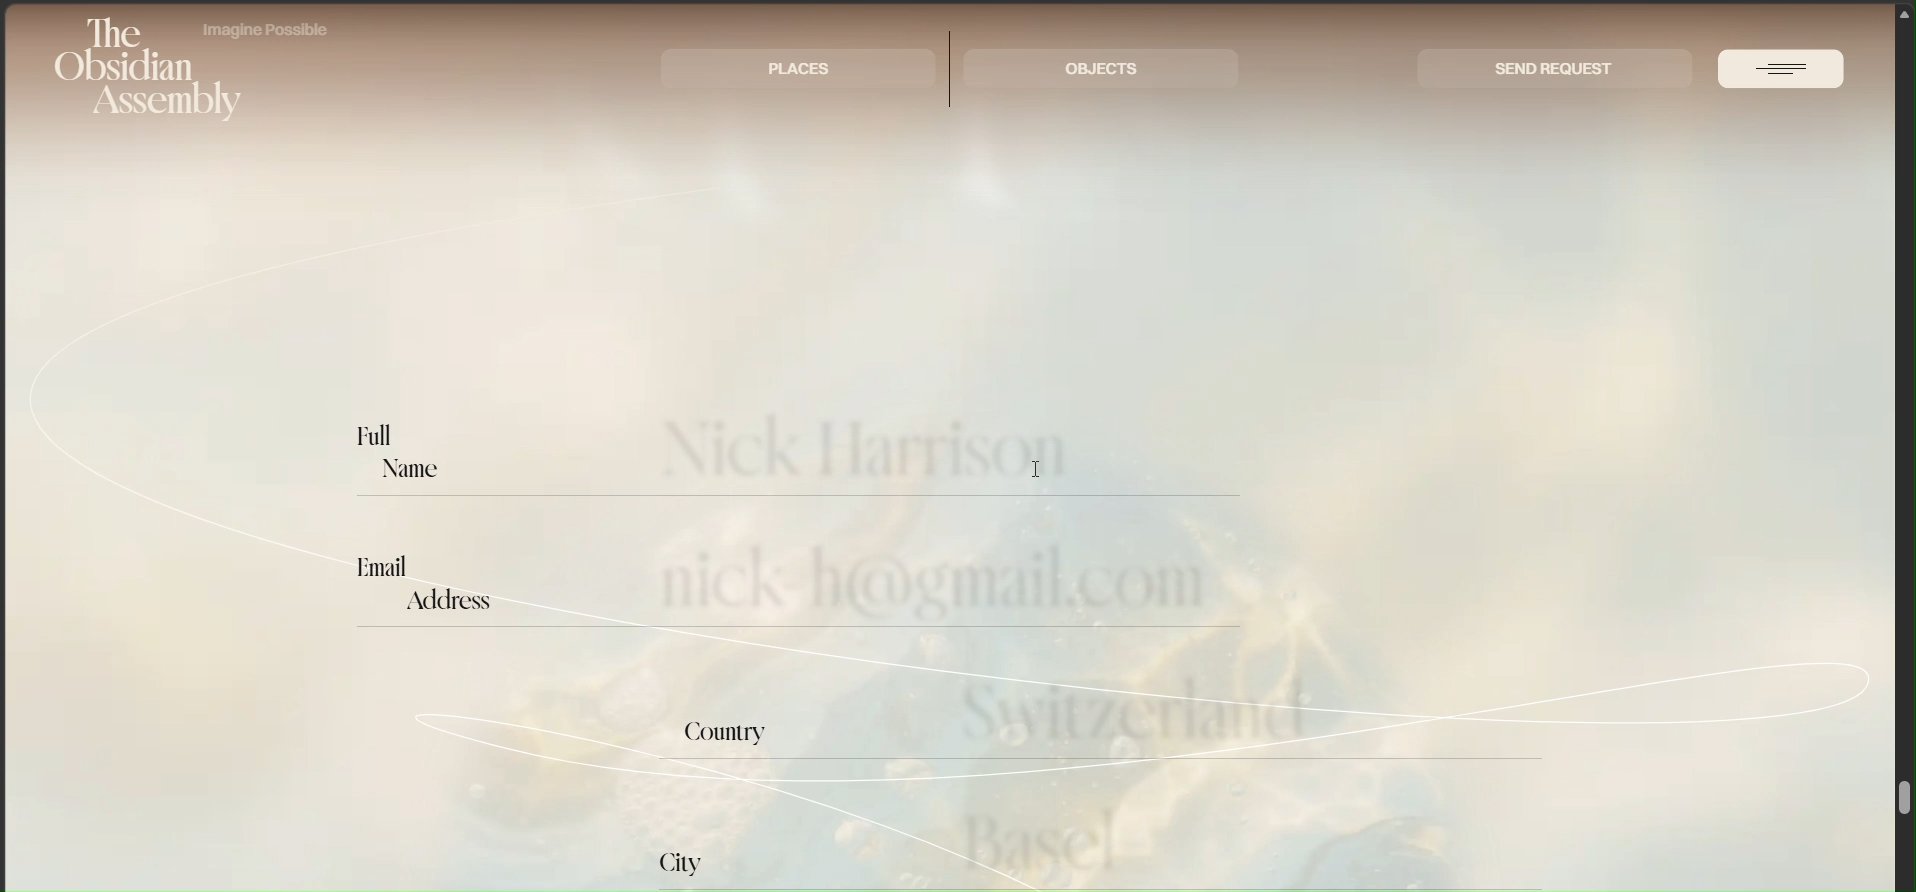 The
Obsidian
Assembly
Imagine Possible
PLACES
OBJECTS
SEND REQUEST
Full
Name
Nick Harrison
Email
Address
nick-h@gmail.com
Country
Switzerland
City
Basel